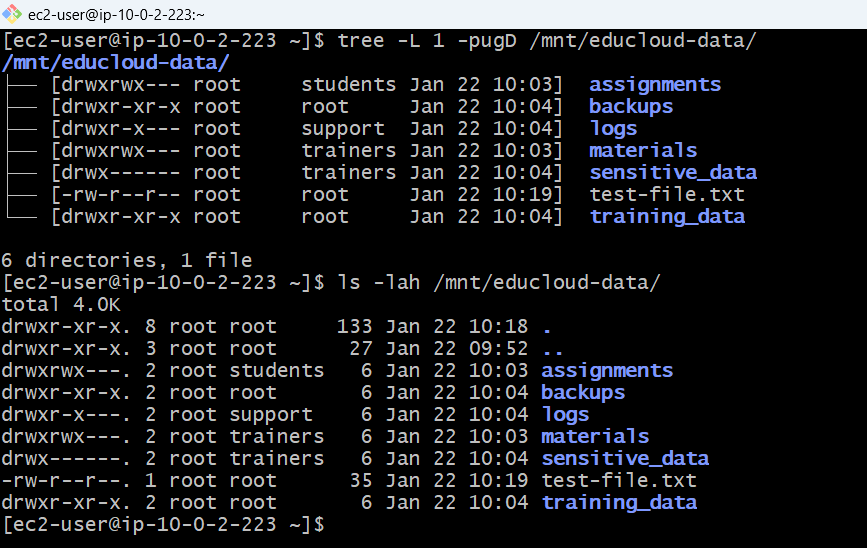 ec2-user@ip-10-0-2-223:~
[ec2-user@ip-10-0-2-223 ~]$ tree -L 1 -pugD /mnt/educloud-data/
/mnt/educloud-data/
├── [drwxrwx--- root     students Jan 22 10:03]  assignments
├── [drwxr-xr-x root     root     Jan 22 10:04]  backups
├── [drwxr-x--- root     support  Jan 22 10:04]  logs
├── [drwxrwx--- root     trainers Jan 22 10:03]  materials
├── [drwx------ root     trainers Jan 22 10:04]  sensitive_data
├── [-rw-r--r-- root     root     Jan 22 10:19]  test-file.txt
└── [drwxr-xr-x root     root     Jan 22 10:04]  training_data
6 directories, 1 file
[ec2-user@ip-10-0-2-223 ~]$ ls -lah /mnt/educloud-data/
total 4.0K
drwxr-xr-x. 8 root root     133 Jan 22 10:18 .
drwxr-xr-x. 3 root root      27 Jan 22 09:52 ..
drwxrwx---. 2 root students   6 Jan 22 10:03 assignments
drwxr-xr-x. 2 root root       6 Jan 22 10:04 backups
drwxr-x---. 2 root support    6 Jan 22 10:04 logs
drwxrwx---. 2 root trainers   6 Jan 22 10:03 materials
drwx------. 2 root trainers   6 Jan 22 10:04 sensitive_data
-rw-r--r--. 1 root root      35 Jan 22 10:19 test-file.txt
drwxr-xr-x. 2 root root       6 Jan 22 10:04 training_data
[ec2-user@ip-10-0-2-223 ~]$